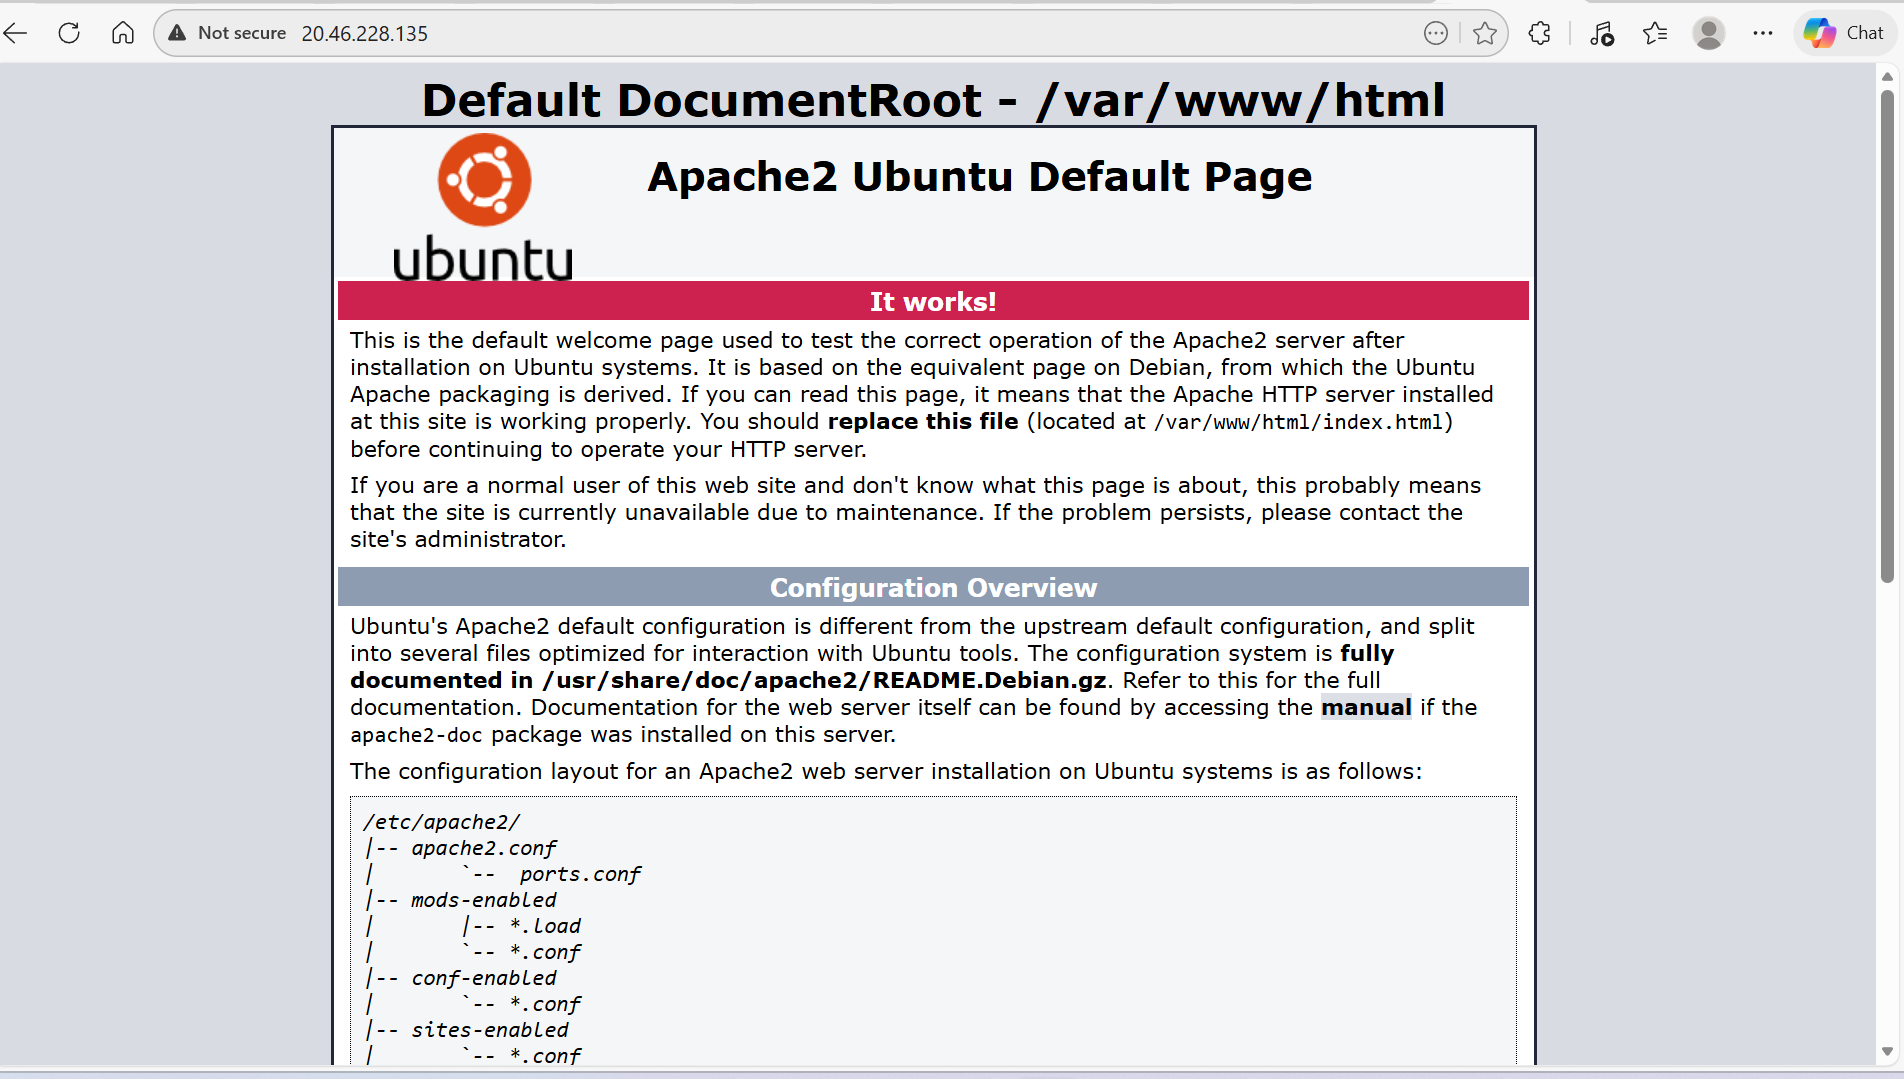 Not secure 20.46.228.135
Chat
Default DocumentRoot - /var/www/html
ubuntu
Apache2 Ubuntu Default Page
It works!
This is the default welcome page used to test the correct operation of the Apache2 server after
installation on Ubuntu systems. It is based on the equivalent page on Debian, from which the Ubuntu
Apache packaging is derived. If you can read this page, it means that the Apache HTTP server installed
at this site is working properly. You should replace this file (located at /var/www/html/index.html)
before continuing to operate your HTTP server.
If you are a normal user of this web site and don't know what this page is about, this probably means
that the site is currently unavailable due to maintenance. If the problem persists, please contact the
site's administrator.
Configuration Overview
Ubuntu's Apache2 default configuration is different from the upstream default configuration, and split
into several files optimized for interaction with Ubuntu tools. The configuration system is fully
documented in /usr/share/doc/apache2/README.Debian.gz. Refer to this for the full
documentation. Documentation for the web server itself can be found by accessing the manual if the
apache2-doc package was installed on this server.
The configuration layout for an Apache2 web server installation on Ubuntu systems is as follows:
/etc/apache2/
|-- apache2.conf
|       `--  ports.conf
|-- mods-enabled
|       |-- *.load
|       `-- *.conf
|-- conf-enabled
|       `-- *.conf
|-- sites-enabled
|       `-- *.conf